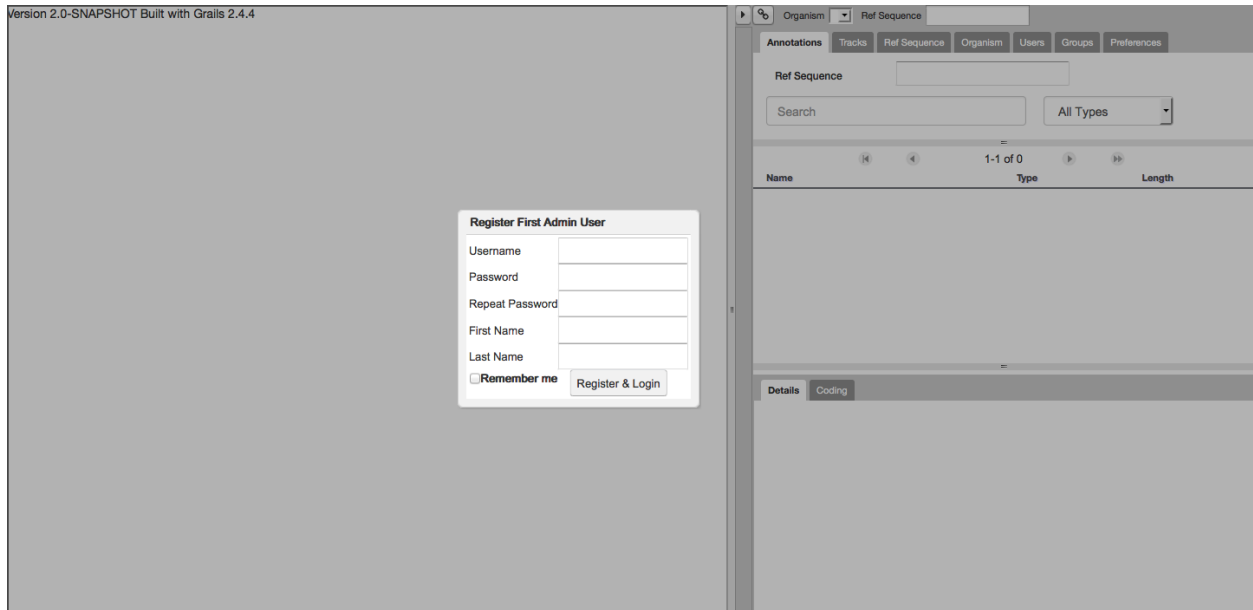 Version 2.0-SNAPSHOT Built with Grails 2.4.4
Organism Ref Sequence
Annotations Tracks Ref Sequence Organism Users Groups Preferences
Ref Sequence
Search All Types
1-1 of 0
Name Type Length
Register First Admin User
Username
Password
Repeat Password
First Name
Last Name
Remember me Register & Login
Details Coding